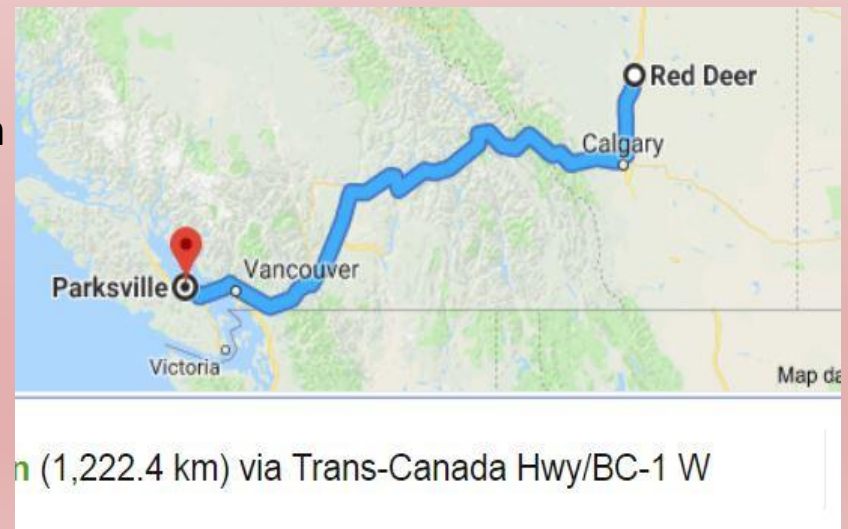 Red Deer
Calgary
Vancouver
Parksville
Victoria
Map da
n (1,222.4 km) via Trans-Canada Hwy/BC-1 W